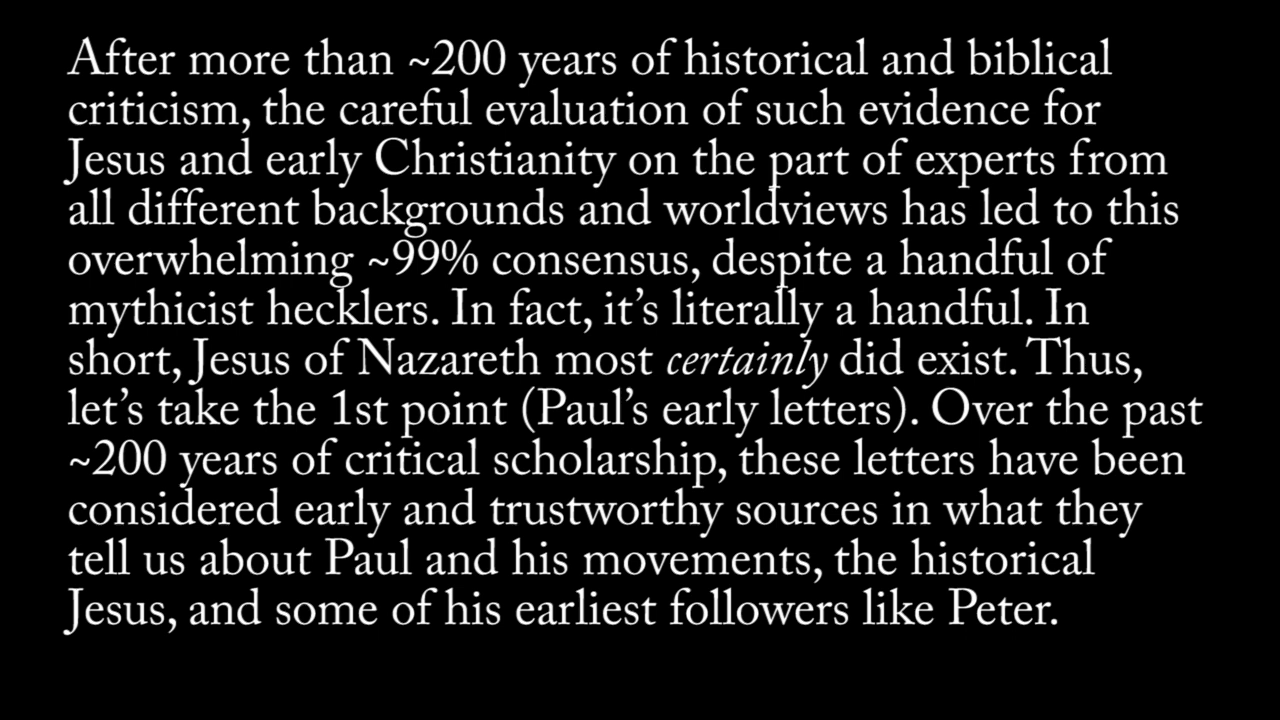 After more than ~200 years of historical and biblical
criticism, the careful evaluation of such evidence for
Jesus and early Christianity on the part of experts from
all different backgrounds and worldviews has led to this
overwhelming ~99% consensus, despite a handful of
mythicist hecklers. In fact, it’s literally a handful. In
short, Jesus of Nazareth most certainly did exist. Thus,
let’s take the 1st point (Paul’s early letters). Over the past
~200 years of critical scholarship, these letters have been
considered early and trustworthy sources in what they
tell us about Paul and his movements, the historical
Jesus, and some of his earliest followers like Peter.